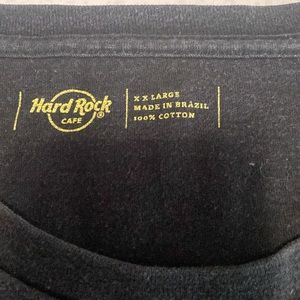 Hard Rock®
CAFE
X X LARGE
MADE IN BRAZIL
100% COTTON